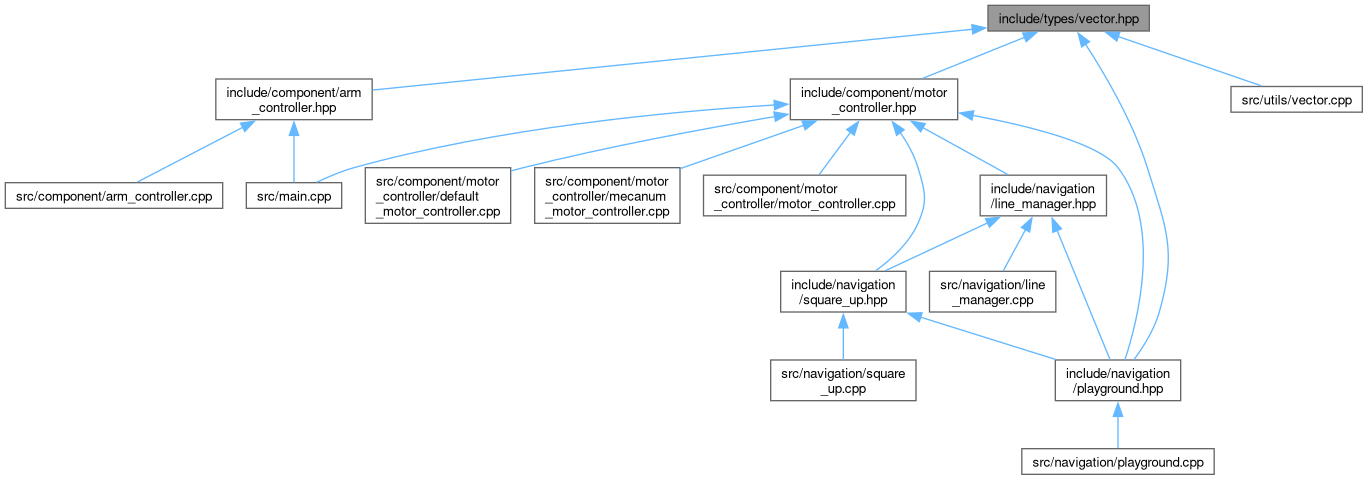 include/types/vector.hpp
include/component/arm
_controller.hpp
include/component/motor
_controller.hpp
src/utils/vector.cpp
src/component/arm_controller.cpp
src/main.cpp
src/component/motor
_controller/default
_motor_controller.cpp
src/component/motor
_controller/mecanum
_motor_controller.cpp
src/component/motor
_controller/motor_controller.cpp
include/navigation
/line_manager.hpp
include/navigation
/square_up.hpp
src/navigation/line
_manager.cpp
src/navigation/square
_up.cpp
include/navigation
/playground.hpp
src/navigation/playground.cpp